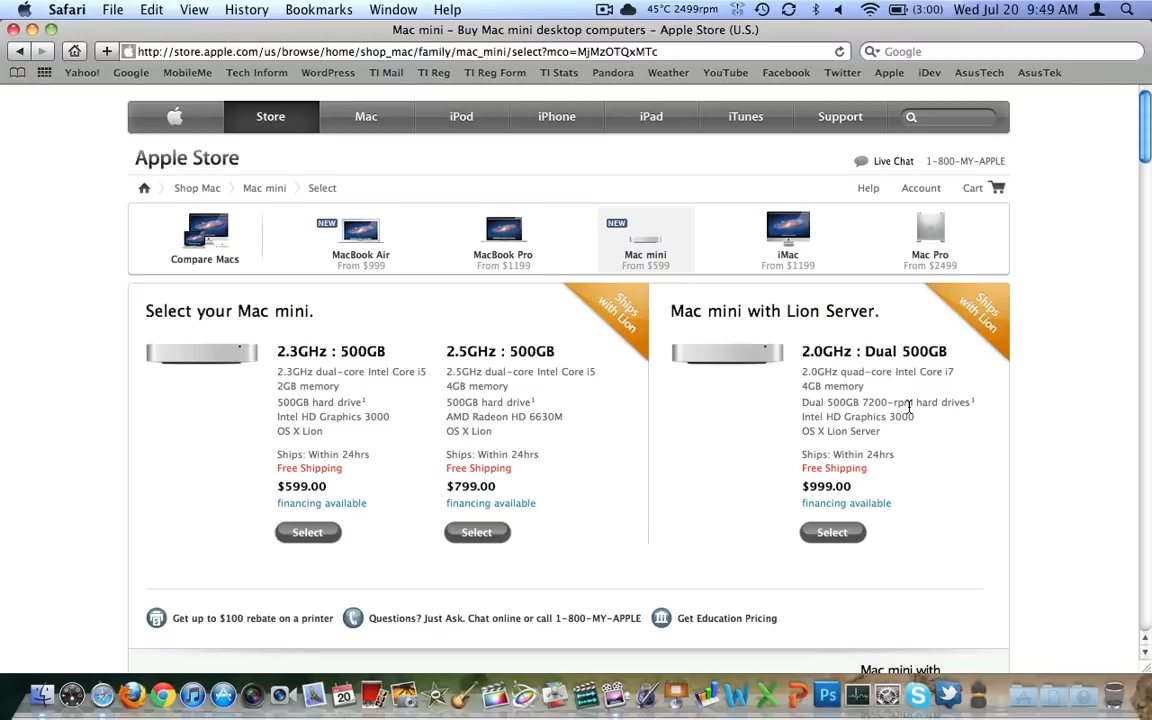 Safari File Edit View History Bookmarks Window Help 45°C 2499rpm (3:00) Wed Jul 20 9:49 AM
Mac mini – Buy Mac mini desktop computers – Apple Store (U.S.)
http://store.apple.com/us/browse/home/shop_mac/family/mac_mini/select?mco=MjMzOTQxMTc Google
Yahoo! Google MobileMe Tech Inform WordPress TI Mail TI Reg TI Reg Form TI Stats Pandora Weather YouTube Facebook Twitter Apple iDev AsusTech AsusTek
Store Mac iPod iPhone iPad iTunes Support
Apple Store
Live Chat 1-800-MY-APPLE
Shop Mac Mac mini Select Help Account Cart
NEW NEW
Compare Macs MacBook Air MacBook Pro Mac mini iMac Mac Pro
From $999 From $1199 From $599 From $1199 From $2499
Select your Mac mini. Ships with Lion
Mac mini with Lion Server. Ships with Lion
2.3GHz : 500GB
2.3GHz dual-core Intel Core i5
2GB memory
500GB hard drive¹
Intel HD Graphics 3000
OS X Lion
Ships: Within 24hrs
Free Shipping
$599.00
financing available
Select
2.5GHz : 500GB
2.5GHz dual-core Intel Core i5
4GB memory
500GB hard drive¹
AMD Radeon HD 6630M
OS X Lion
Ships: Within 24hrs
Free Shipping
$799.00
financing available
Select
2.0GHz : Dual 500GB
2.0GHz quad-core Intel Core i7
4GB memory
Dual 500GB 7200-rpm hard drives¹
Intel HD Graphics 3000
OS X Lion Server
Ships: Within 24hrs
Free Shipping
$999.00
financing available
Select
Get up to $100 rebate on a printer Questions? Just Ask. Chat online or call 1-800-MY-APPLE Get Education Pricing
Mac mini with